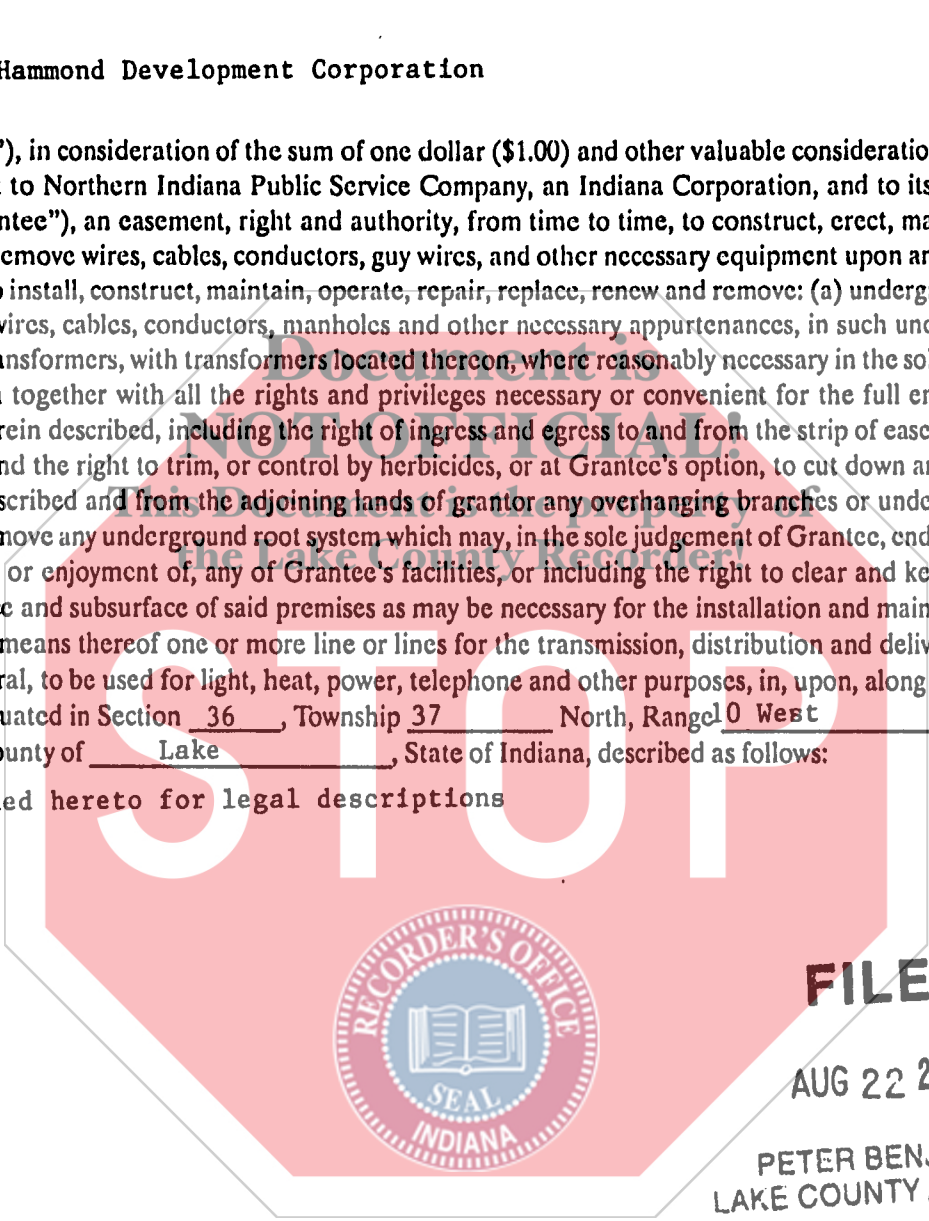 Hammond Development Corporation
"), in consideration of the sum of one dollar ($1.00) and other valuable consideratio
to Northern Indiana Public Service Company, an Indiana Corporation, and to its
ntee"), an easement, right and authority, from time to time, to construct, erect, ma
emove wires, cables, conductors, guy wires, and other necessary equipment upon ar
install, construct, maintain, operate, repair, replace, renew and remove: (a) underg
vires, cables, conductors, manholes and other necessary appurtenances, in such und
ansformers, with transformers located thereon, where reasonably necessary in the so
together with all the rights and privileges necessary or convenient for the full en
rein described, including the right of ingress and egress to and from the strip of ease
nd the right to trim, or control by herbicides, or at Grantee's option, to cut down an
scribed and from the adjoining lands of grantor any overhanging branches or unde
move any underground root system which may, in the sole judgement of Grantee, end
or enjoyment of, any of Grantee's facilities, or including the right to clear and ke
e and subsurface of said premises as may be necessary for the installation and main
means thereof one or more line or lines for the transmission, distribution and deliv
ral, to be used for light, heat, power, telephone and other purposes, in, upon, along
uated in Section 36, Township 37 North, Range 10 West
ounty of Lake, State of Indiana, described as follows:
ed hereto for legal descriptions
Document is
NOT OFFICIAL!
This Document is the property of
the Lake County Recorder!
STOP
RECORDER'S OFFICE
SEAL
INDIANA
FILE
AUG 22 2
PETER BENJ
LAKE COUNTY